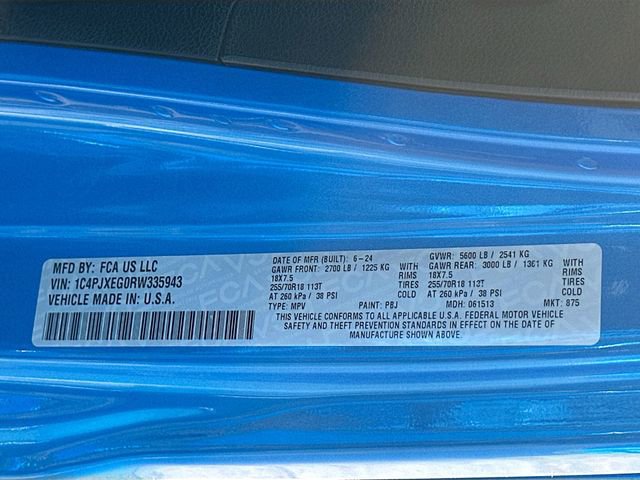 MFD BY: FCA US LLC
VIN: 1C4PJXEG0RW335943
VEHICLE MADE IN U.S.A.
DATE OF MFR (BUILT): 6-24
GAWR FRONT: 2700 LB / 1225 KG WITH
18X7.5 RIMS
255/70R18 113T TIRES
AT 260 kPa / 38 PSI COLD
TYPE: MPV PAINT: PBJ
GVWR: 5600 LB / 2541 KG
GAWR REAR: 3000 LB / 1361 KG WITH
18X7.5 RIMS
255/70R18 113T TIRES
AT 260 kPa / 38 PSI COLD
MDH: 061513 MKT: 875
THIS VEHICLE CONFORMS TO ALL APPLICABLE U.S.A. FEDERAL MOTOR VEHICLE
SAFETY AND THEFT PREVENTION STANDARDS IN EFFECT ON THE DATE OF
MANUFACTURE SHOWN ABOVE.